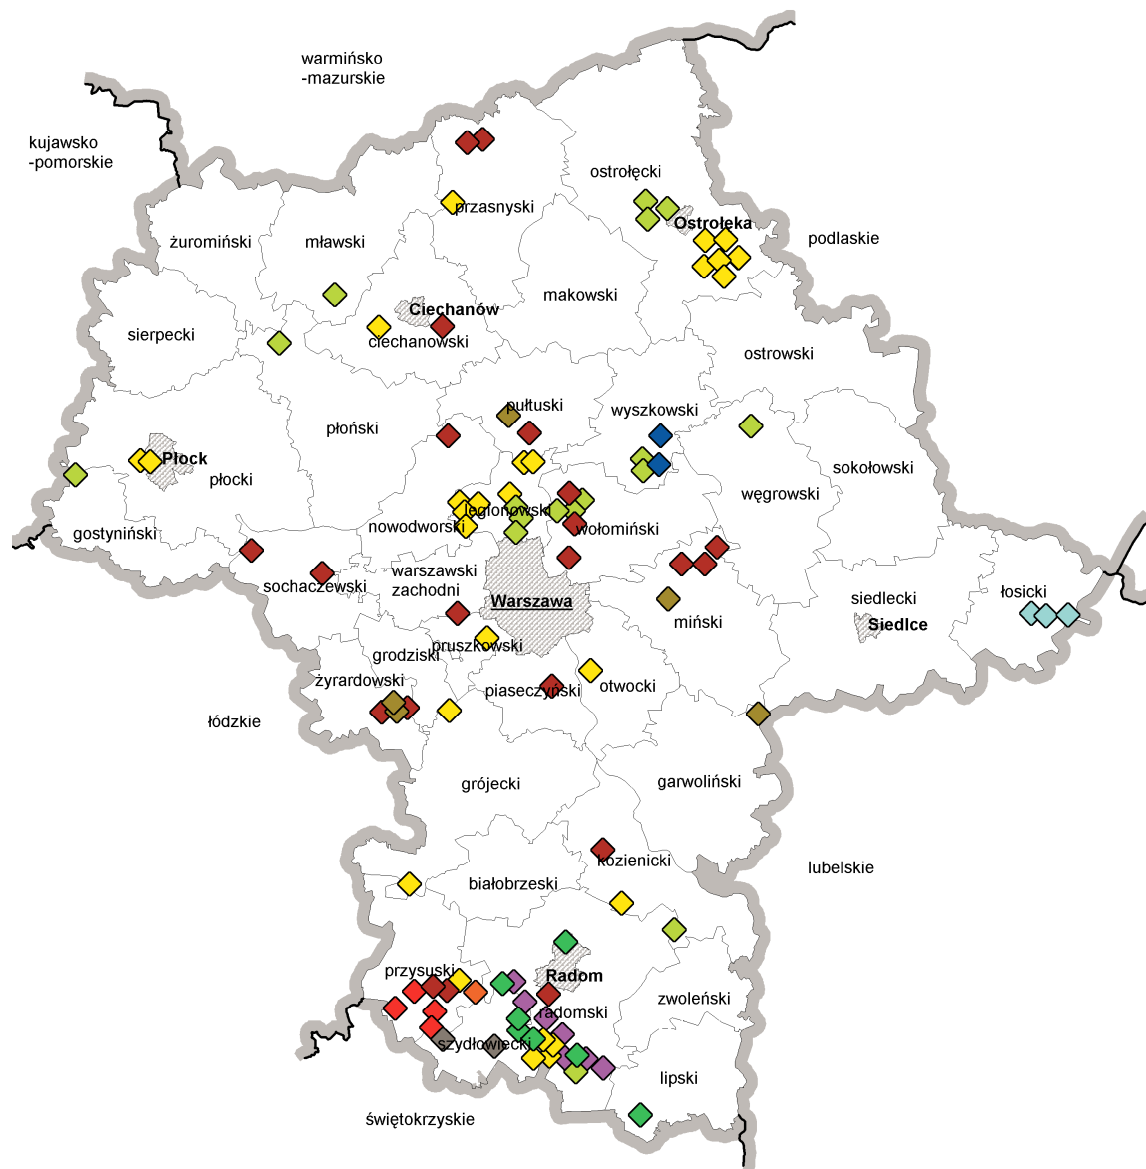 warmińsko
-mazurskie
kujawsko
-pomorskie
ostrołęcki
przasnyski
Ostrołęka
podlaskie
żuromiński
mławski
makowski
Ciechanów
sierpecki
ciechanowski
ostrowski
pułtuski
wyszkowski
płoński
Płock
płocki
sokołowski
węgrowski
legionowski
nowodworski
wołomiński
gostyniński
warszawski
zachodni
sochaczewski
siedlecki
łosicki
Warszawa
miński
Siedlce
pruszkowski
grodziski
żyrardowski
piaseczyński
otwocki
łódzkie
grójecki
garwoliński
kozienicki
lubelskie
białobrzeski
przysuski
Radom
zwoleński
radomski
szydłowiecki
lipski
świętokrzyskie